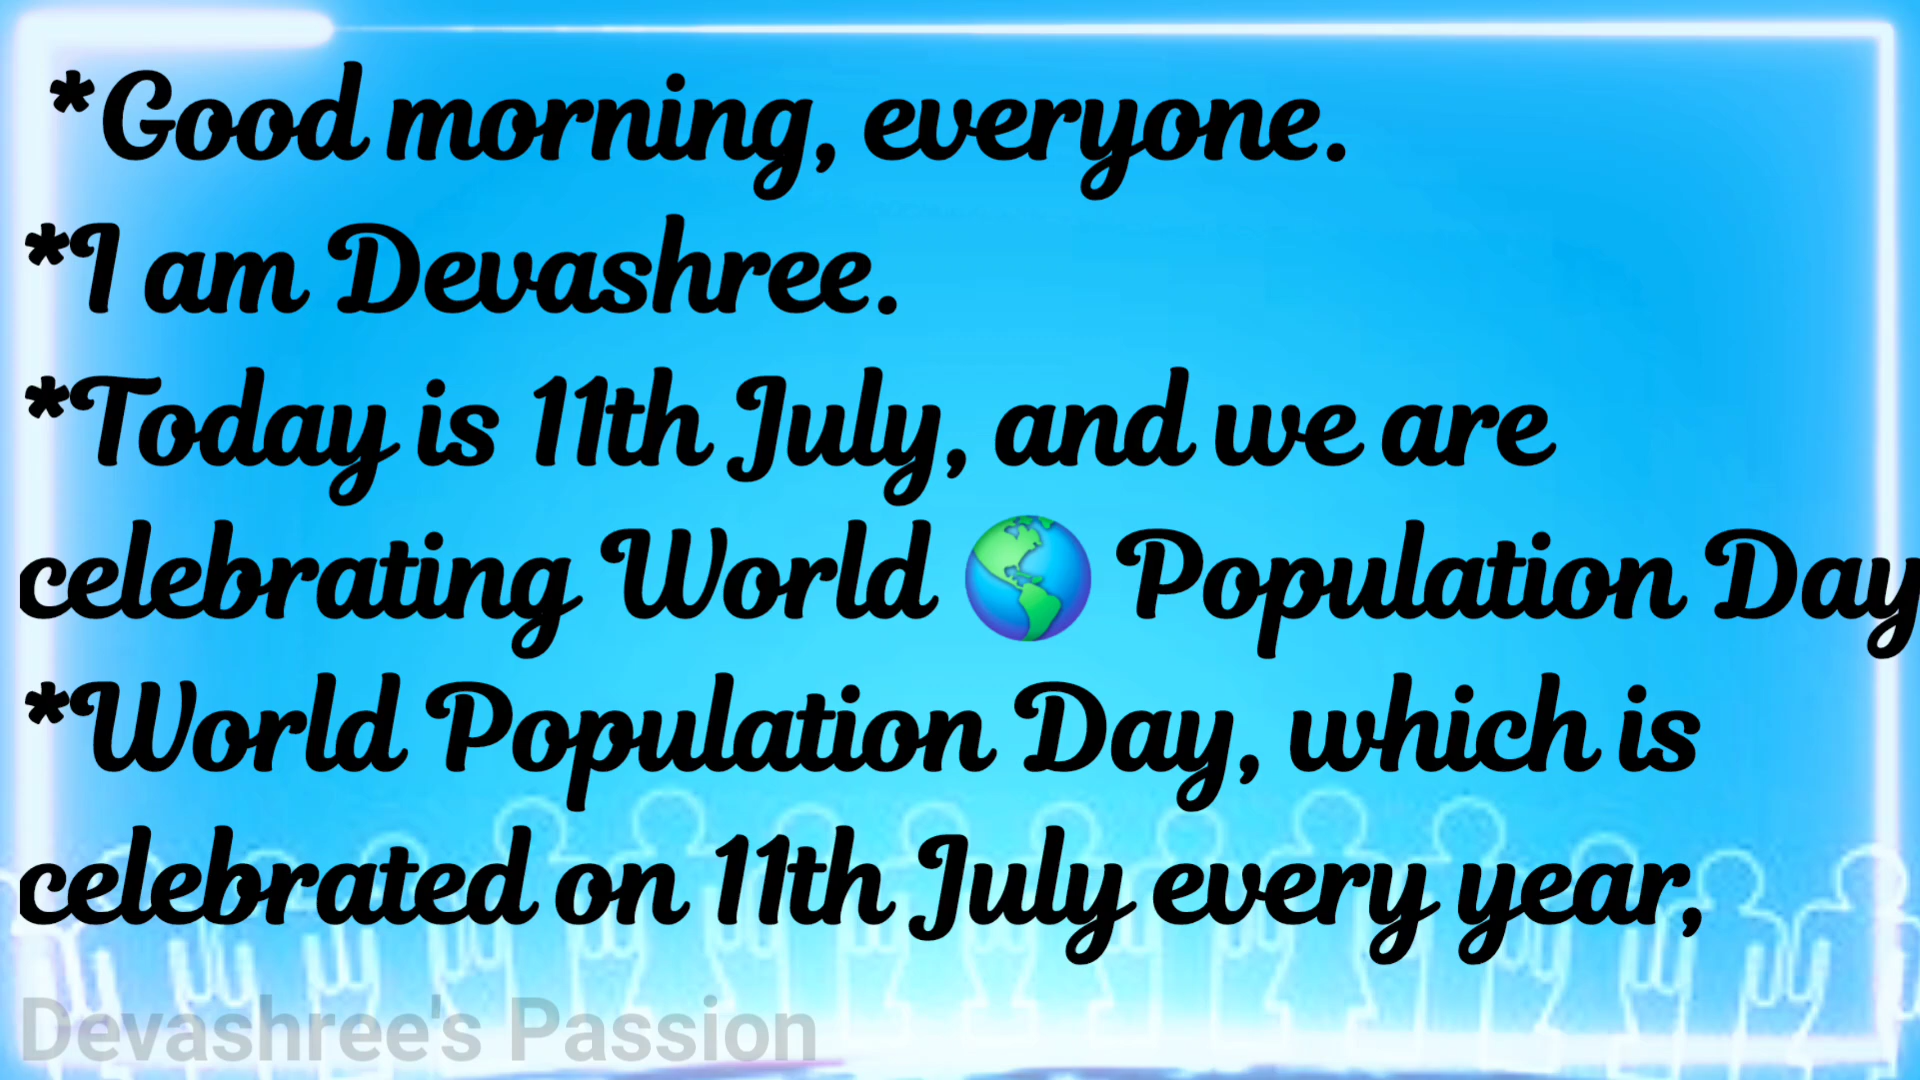 *Good morning, everyone.
*I am Devashree.
*Today is 11th July, and we are
celebrating World 🌎 Population Day
*World Population Day, which is
celebrated on 11th July every year,
Devashree's Passion